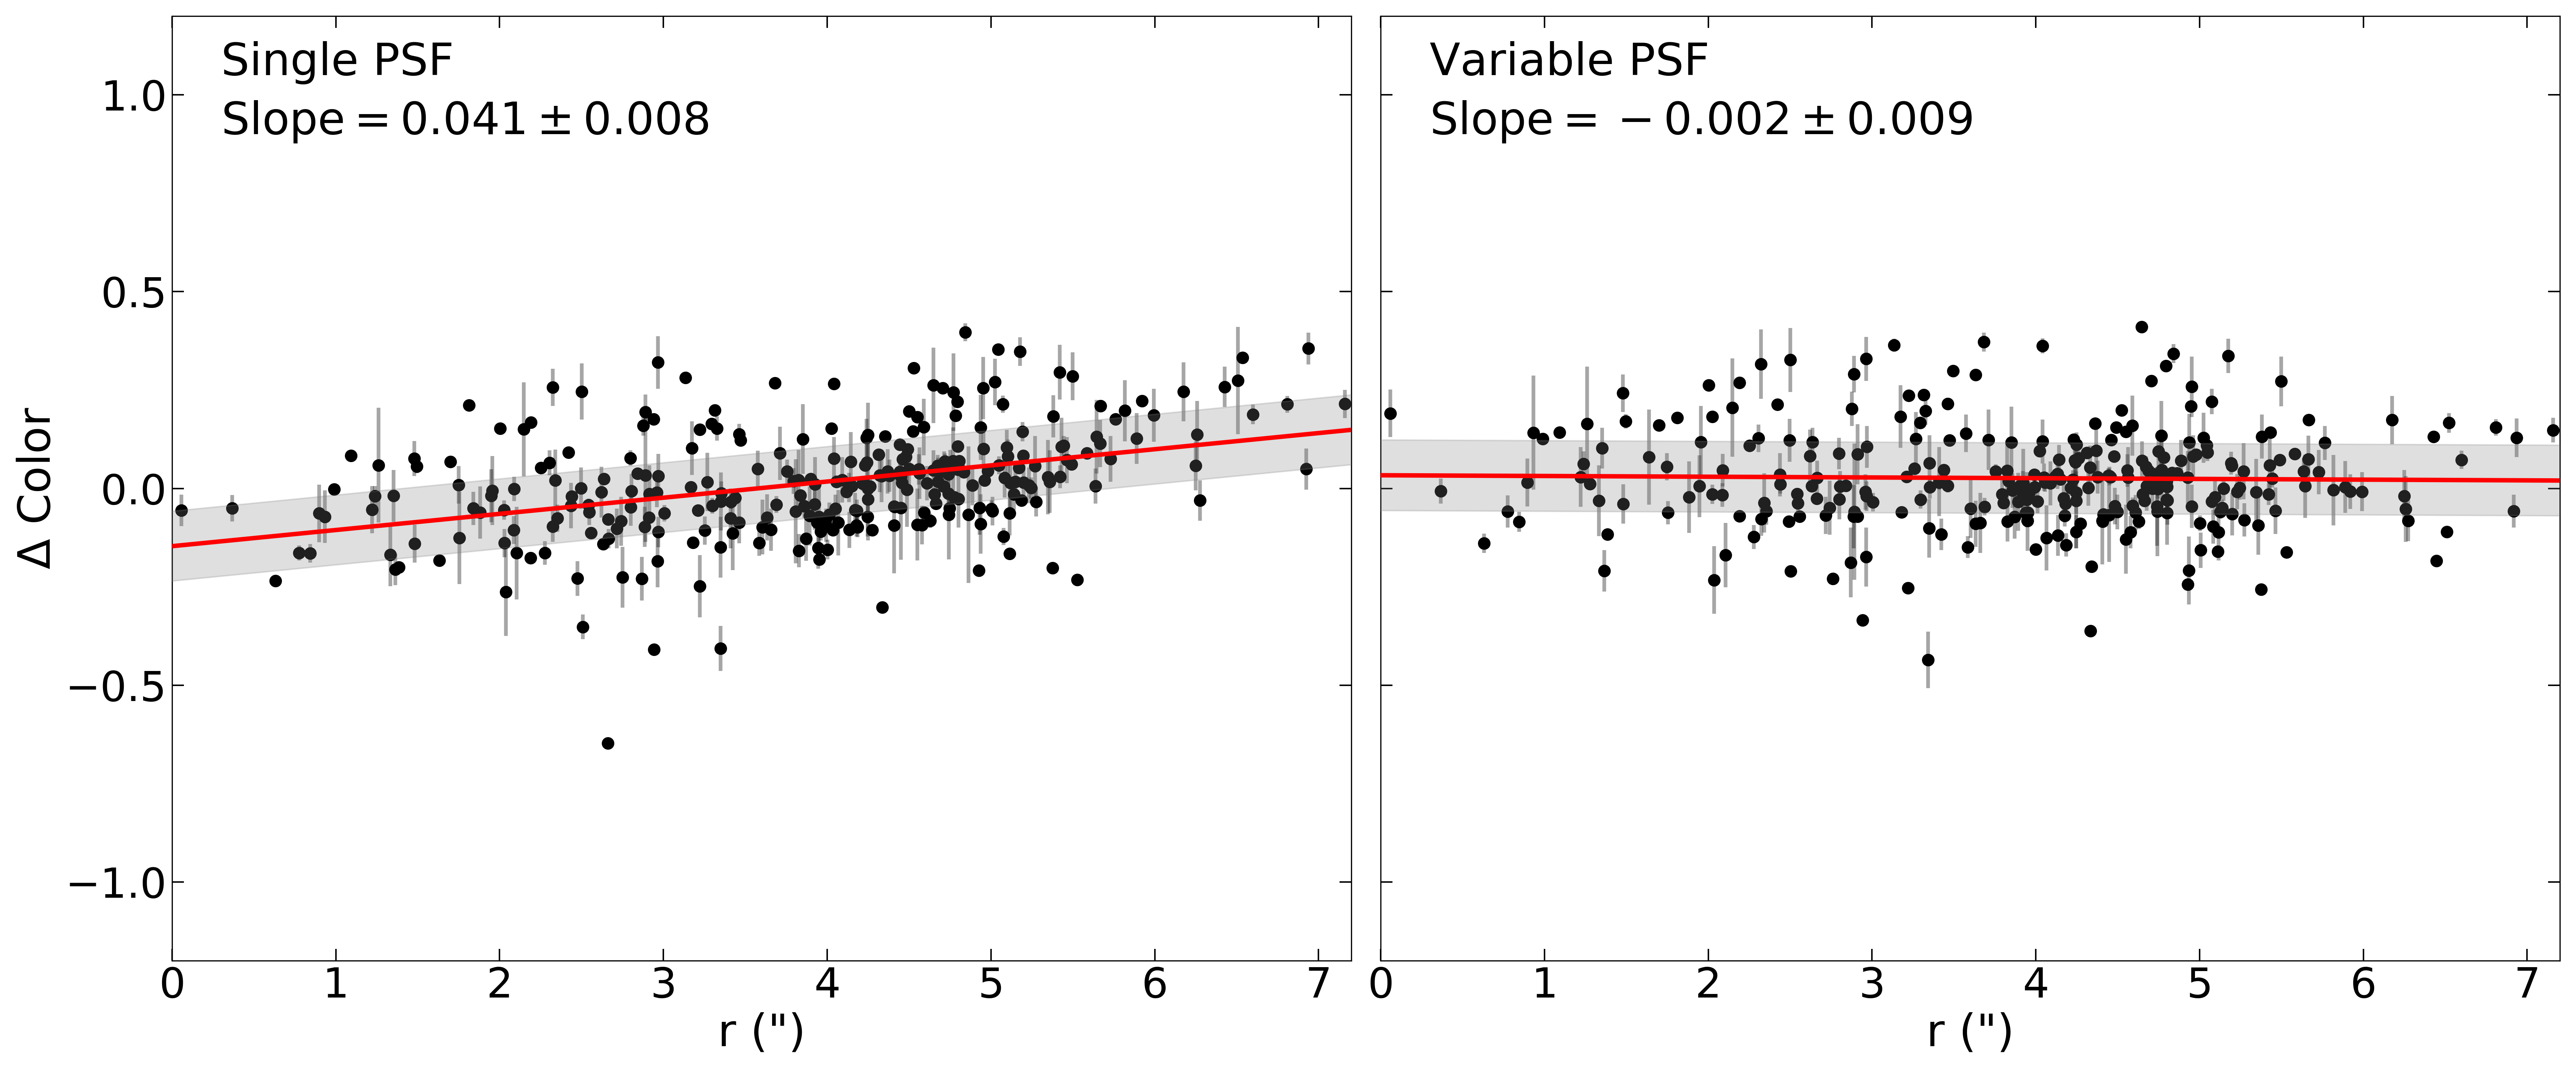 Single PSF
Slope = 0.041 ± 0.008
Variable PSF
Slope = − 0.002 ± 0.009
Δ Color
1.0
0.5
0.0
−0.5
−1.0
0 1 2 3 4 5 6 7
0 1 2 3 4 5 6 7
r (")
r (")